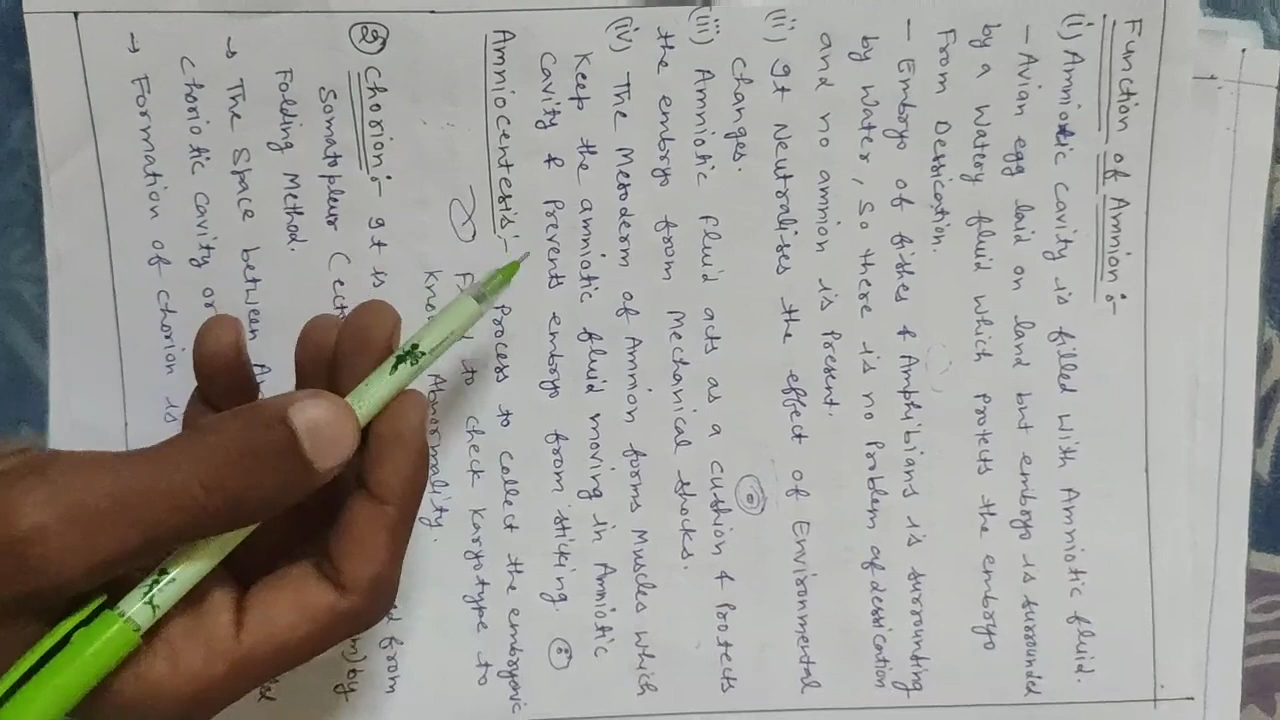 Function of Amnion :-
(i) Amniotic cavity is filled with Amniotic fluid.
- Avian egg laid on land but embryo is surrounded
by a watery fluid which protects the embryo
From Dessication.
- Embryo of fishes & Amphibians is surrounding
by water, so there is no Problem of dessication
and no amnion is Present.
(ii) It Neutralises the effect of Environmental
changes.
(iii) Amniotic fluid acts as a cushion & Protects
the embryo from Mechanical shocks.
(iv) The Mesoderm of Amnion forms Muscles which
Keep the amniotic fluid moving in Amniotic
Cavity & Prevents embryo from sticking.
Amniocentesis :- Process to collect the embryonic
to check Karyotype to
Abnormality.
② Chorion :- It is from
Somatopleur by
Folding Method.
→ The Space between
chorionic cavity or
→ Formation of chorion is